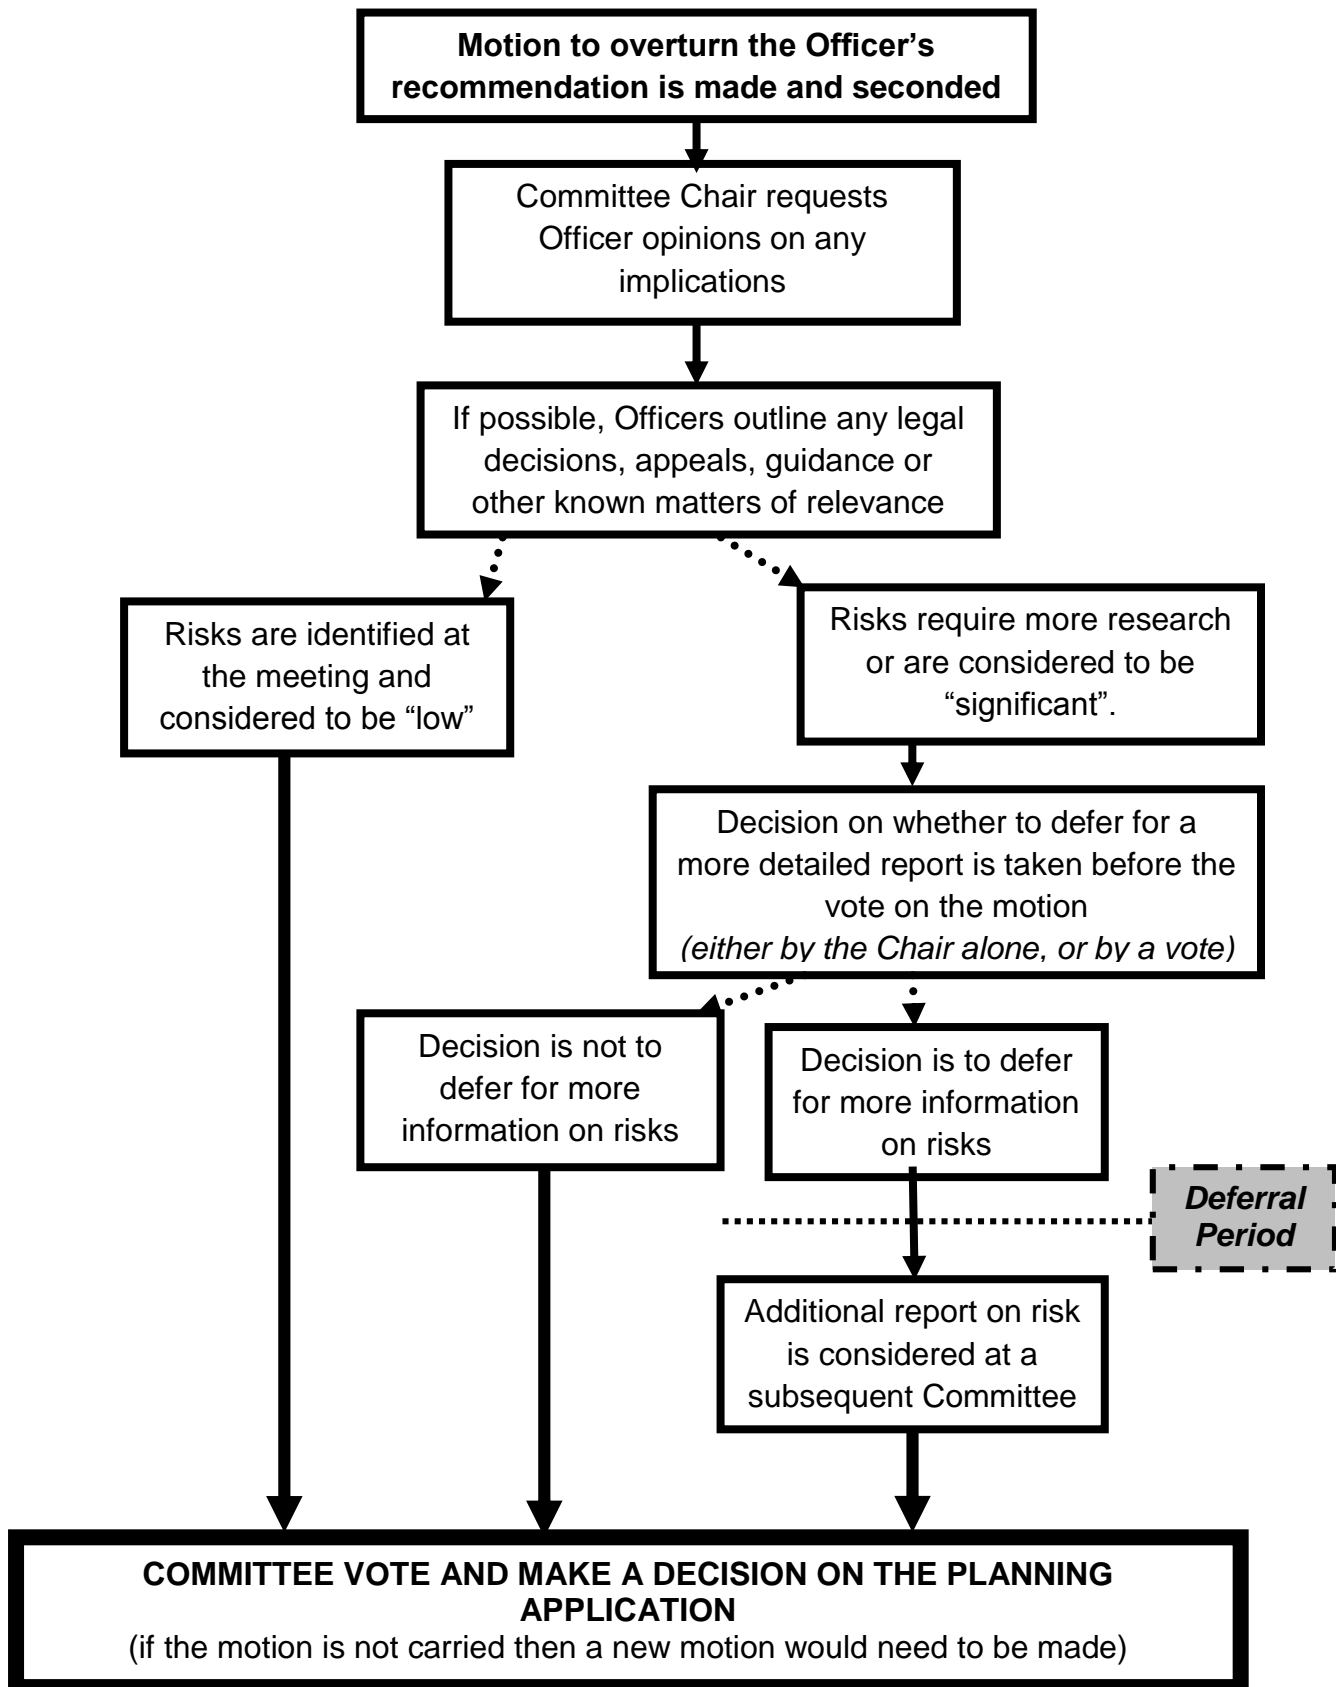 Motion to overturn the Officer’s
recommendation is made and seconded
Committee Chair requests
Officer opinions on any
implications
If possible, Officers outline any legal
decisions, appeals, guidance or
other known matters of relevance
Risks are identified at
the meeting and
considered to be “low”
Risks require more research
or are considered to be
“significant”.
Decision on whether to defer for a
more detailed report is taken before the
vote on the motion
(either by the Chair alone, or by a vote)
Decision is not to
defer for more
information on risks
Decision is to defer
for more information
on risks
Deferral
Period
Additional report on risk
is considered at a
subsequent Committee
COMMITTEE VOTE AND MAKE A DECISION ON THE PLANNING
APPLICATION
(if the motion is not carried then a new motion would need to be made)